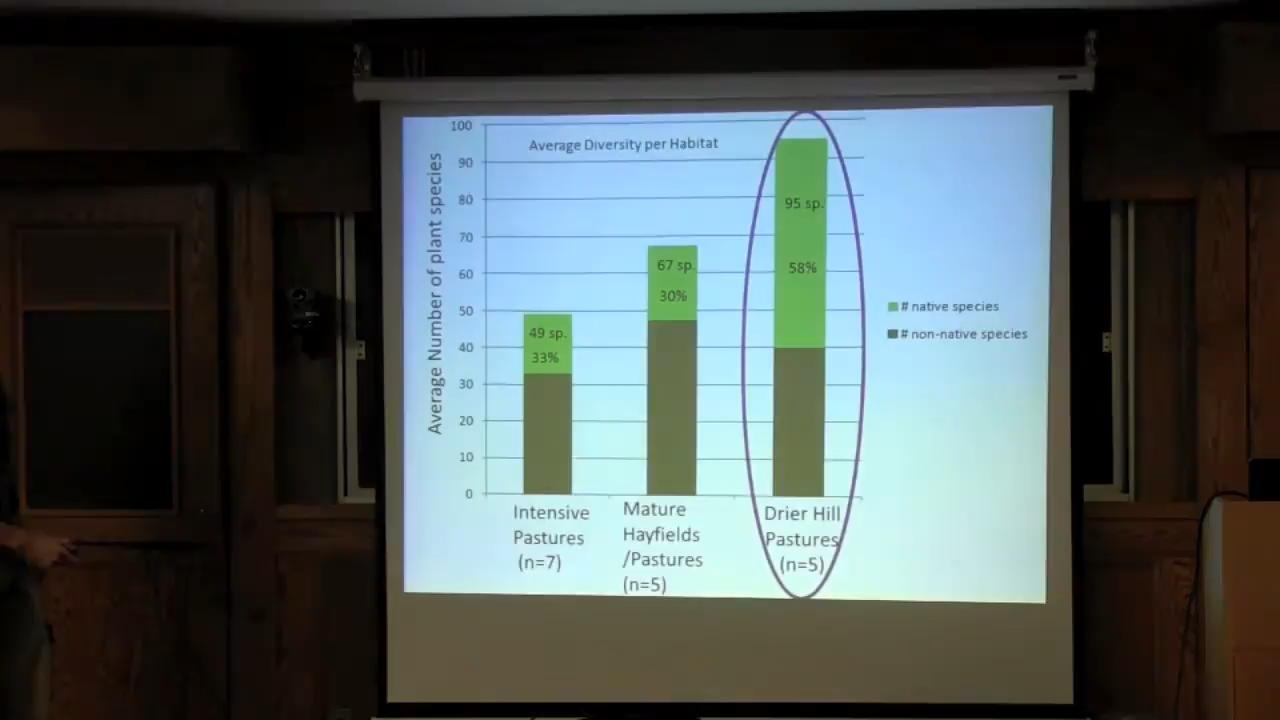 Average Diversity per Habitat
Average Number of plant species
100
90
80
70
60
50
40
30
20
10
0
49 sp.
33%
67 sp.
30%
95 sp.
58%
# native species
# non-native species
Intensive
Pastures
(n=7)
Mature
Hayfields
/Pastures
(n=5)
Drier Hill
Pastures
(n=5)